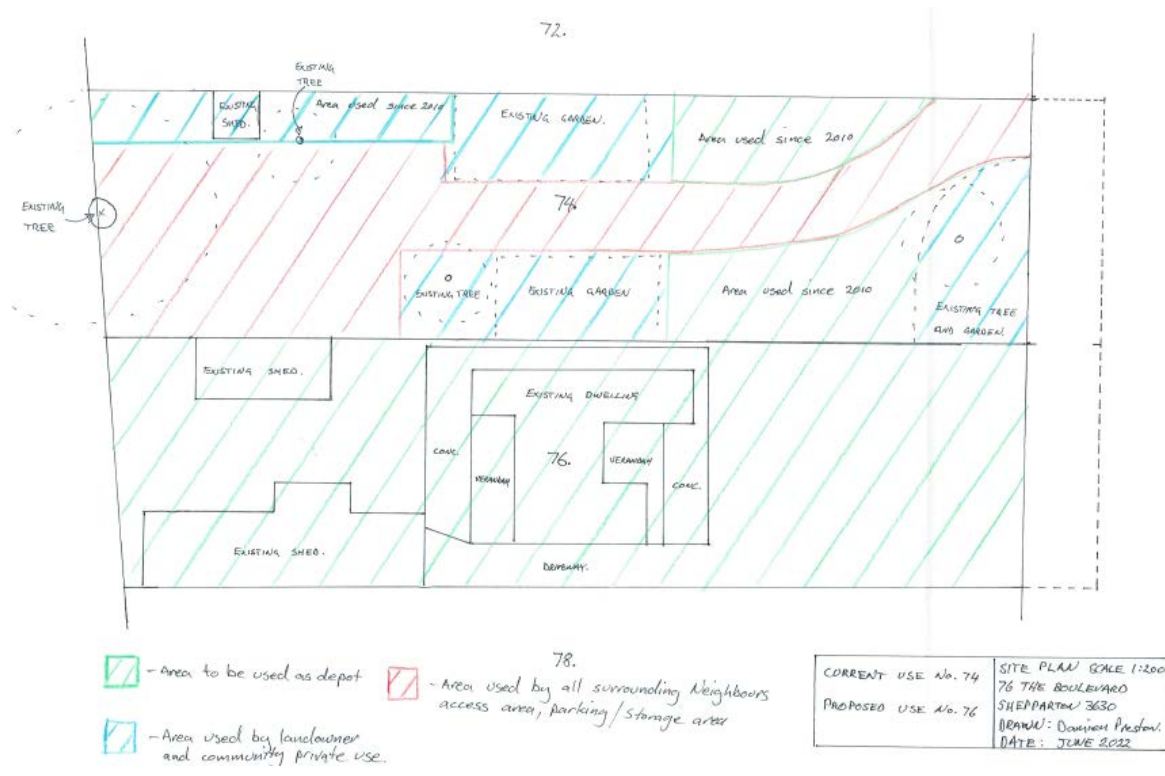 72.
EXISTING
TREE
EXISTING
SHED.
Area used since 2010
EXISTING GARDEN.
Area used since 2010
EXISTING
TREE
74.
EXISTING TREE
EXISTING GARDEN
Area used since 2010
EXISTING TREE
AND GARDEN.
EXISTING SHED.
EXISTING DWELLING
CONC.
VERANDAH
76.
VERANDAH
CONC.
EXISTING SHED.
DRIVEWAY.
78.
- Area to be used as depot
- Area used by all surrounding Neighbours
access area, parking / Storage area
- Area used by landowner
and community private use.
CURRENT USE No. 74
PROPOSED USE No. 76
SITE PLAN SCALE 1:200
76 THE BOULEVARD
SHEPPARTON 3630
DRAWN: Damien Preston.
DATE: JUNE 2022